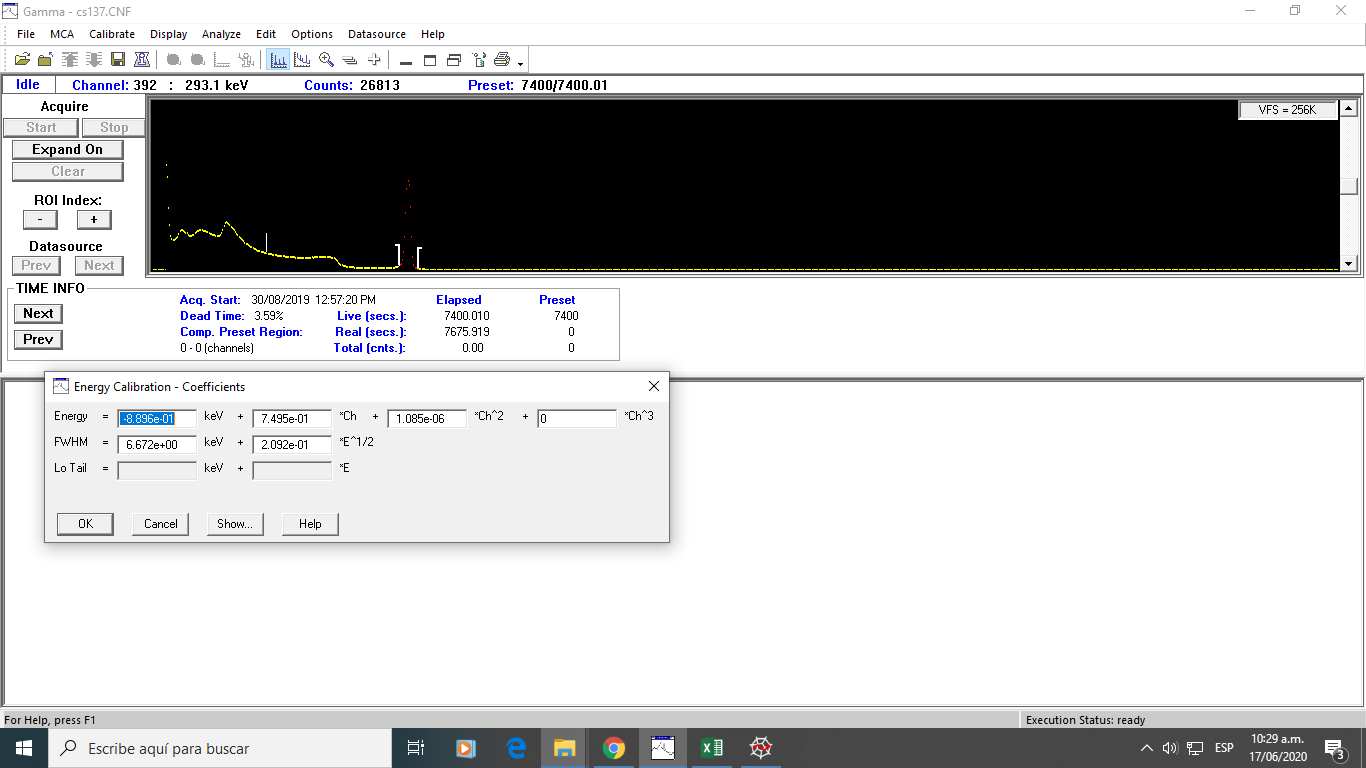 Gamma - cs137.CNF
File MCA Calibrate Display Analyze Edit Options Datasource Help
Idle Channel: 392 : 293.1 keV Counts: 26813 Preset: 7400/7400.01
Acquire
VFS = 256K
Start Stop
Expand On
Clear
ROI Index:
- +
Datasource
Prev Next
TIME INFO
Next
Prev
Acq. Start: 30/08/2019 12:57:20 PM Elapsed Preset
Dead Time: 3.59% Live (secs.): 7400.010 7400
Comp. Preset Region: Real (secs.): 7675.919 0
0 - 0 (channels) Total (cnts.): 0.00 0
Energy Calibration - Coefficients
Energy = -8.896e-01 keV + 7.495e-01 *Ch + 1.085e-06 *Ch^2 + 0 *Ch^3
FWHM = 6.672e+00 keV + 2.092e-01 *E^1/2
Lo Tail = keV + *E
OK Cancel Show... Help
For Help, press F1 Execution Status: ready
Escribe aquí para buscar
ESP
10:29 a.m.
17/06/2020
3